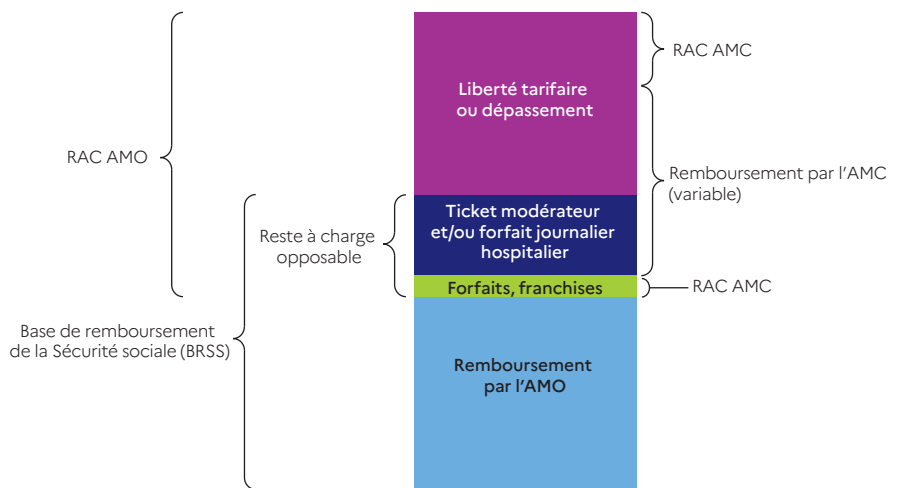 RAC AMC
Liberté tarifaire
ou dépassement
RAC AMO
Remboursement par l'AMC
(variable)
Ticket modérateur
et/ou forfait journalier
hospitalier
Reste à charge
opposable
Forfaits, franchises
RAC AMC
Base de remboursement
de la Sécurité sociale (BRSS)
Remboursement
par l'AMO